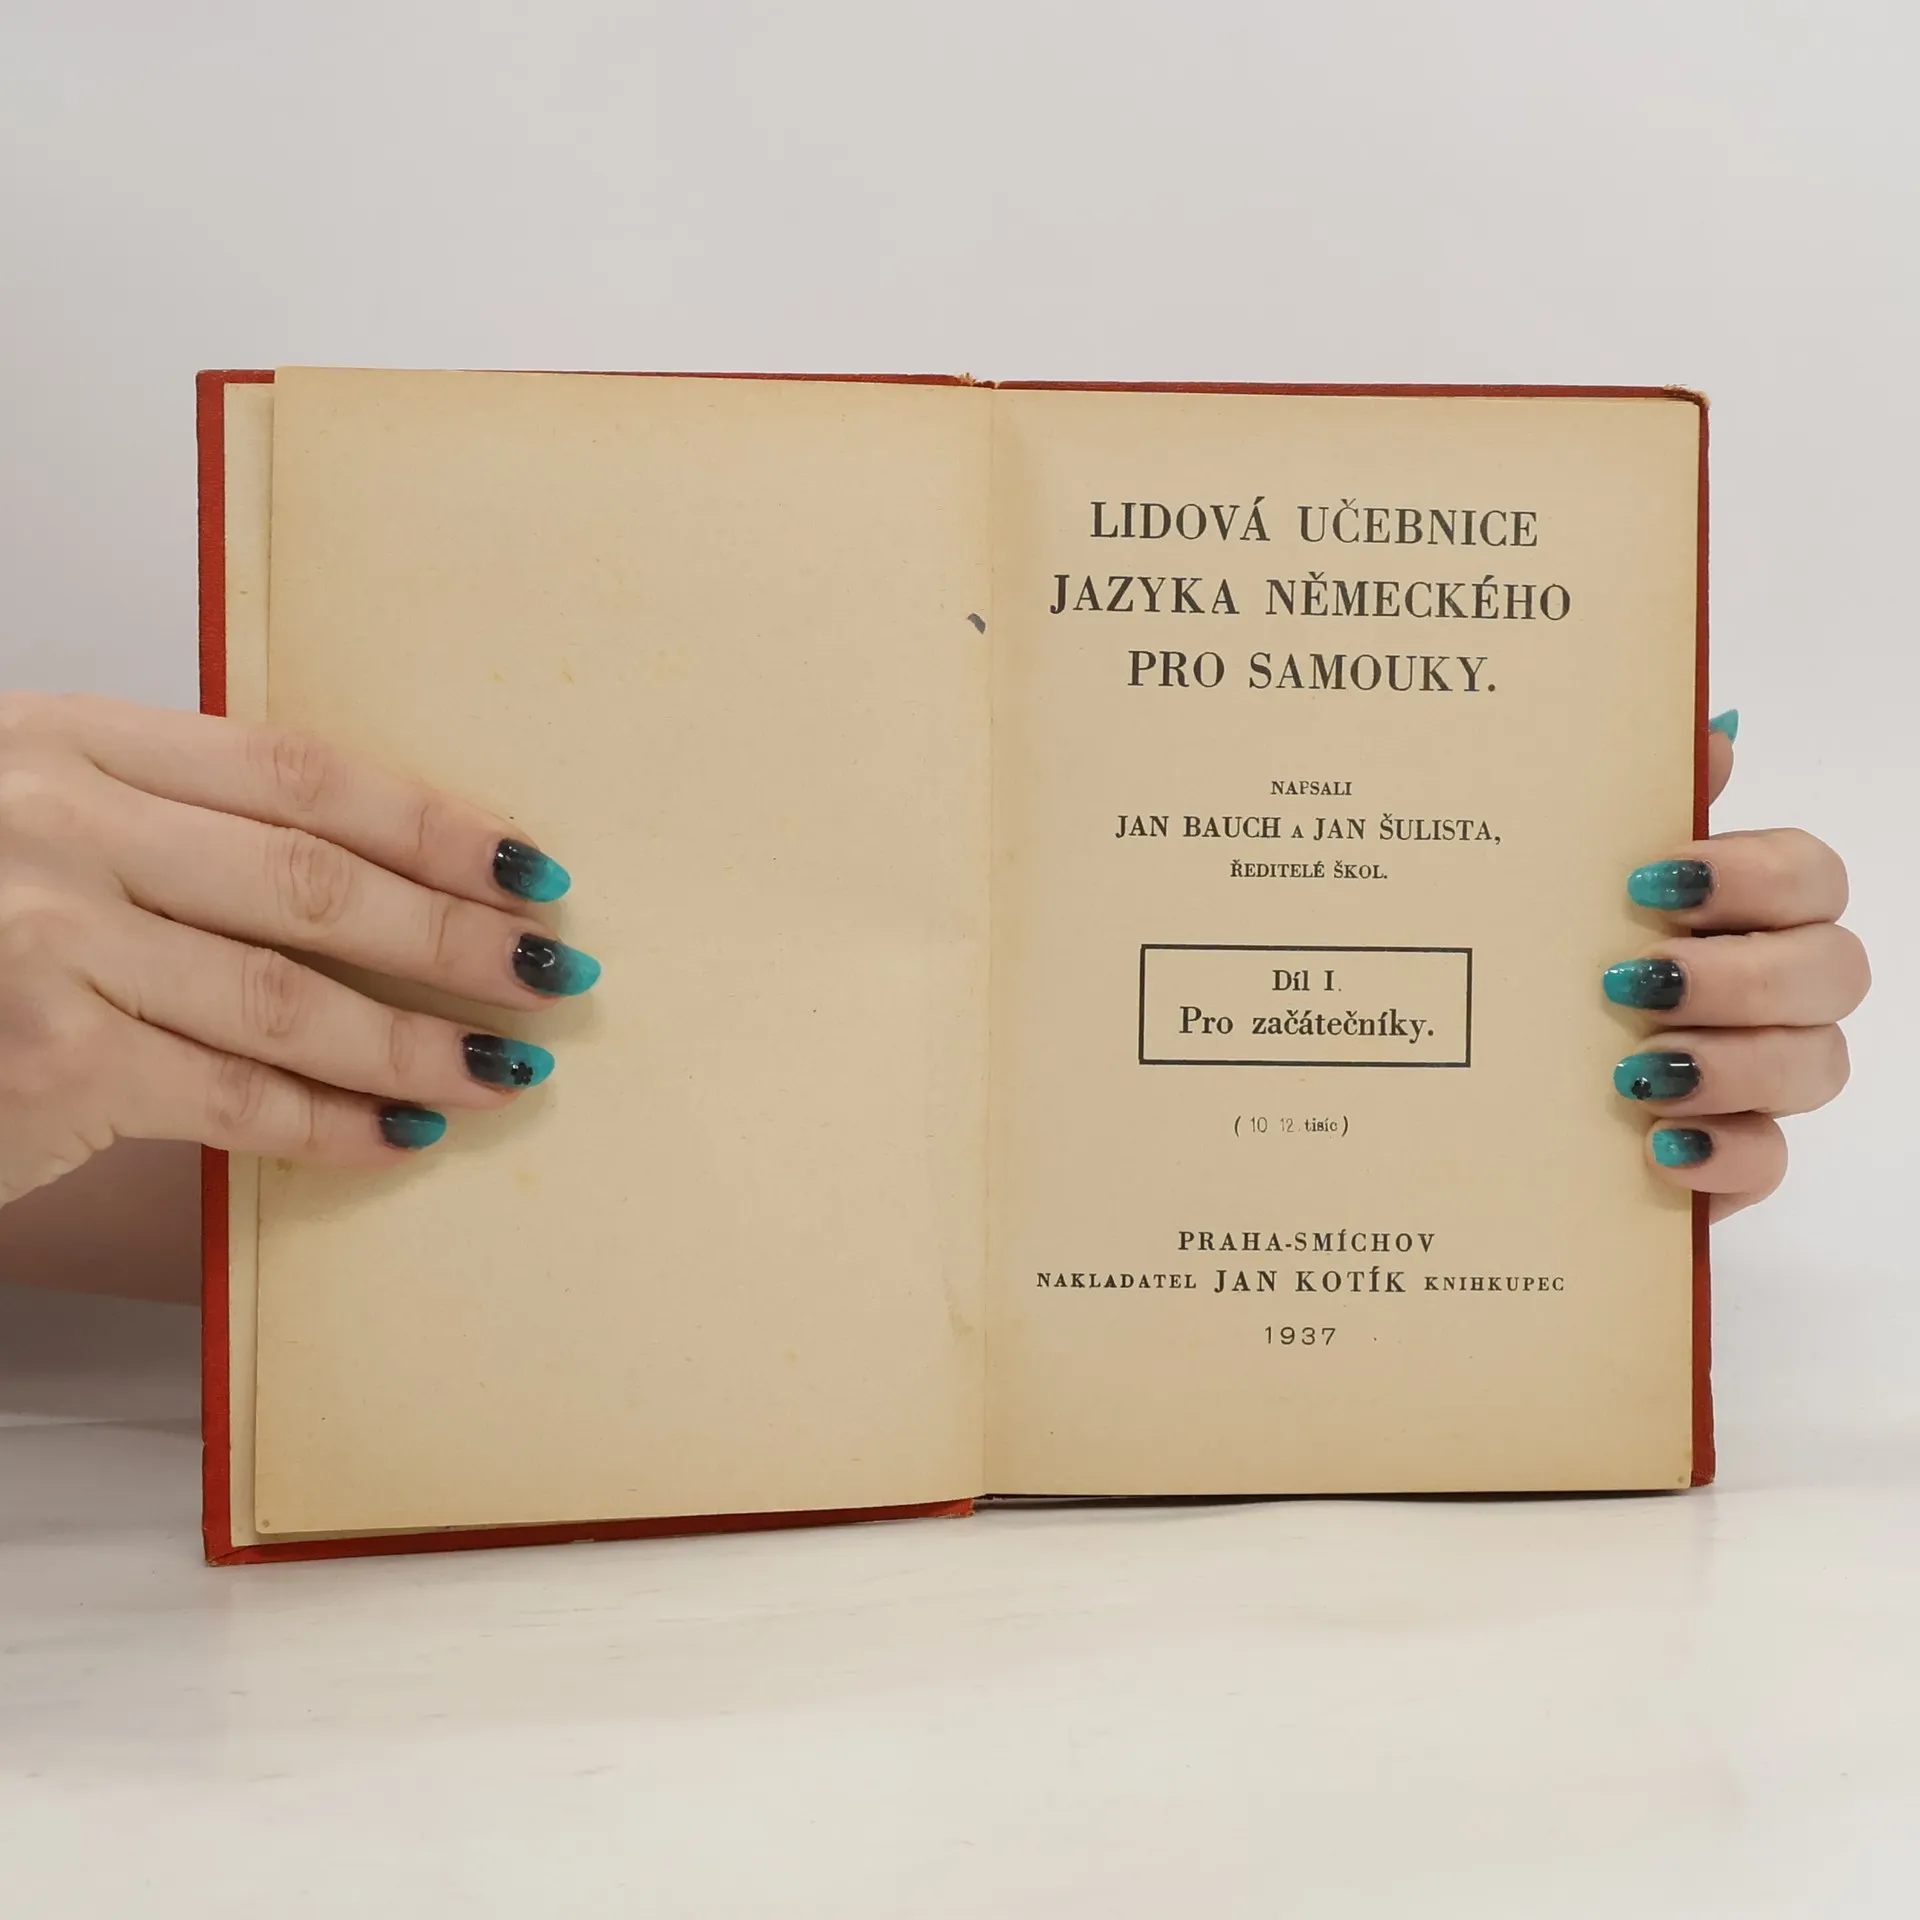 LIDOVÁ UČEBNICE
JAZYKA NĚMECKÉHO
PRO SAMOUKY.
NAPSALI
JAN BAUCH A JAN ŠULISTA,
ŘEDITELÉ ŠKOL.
Díl I.
Pro začátečníky.
( 10 12. tisíc )
PRAHA-SMÍCHOV
NAKLADATEL JAN KOTÍK KNIHKUPEC
1937